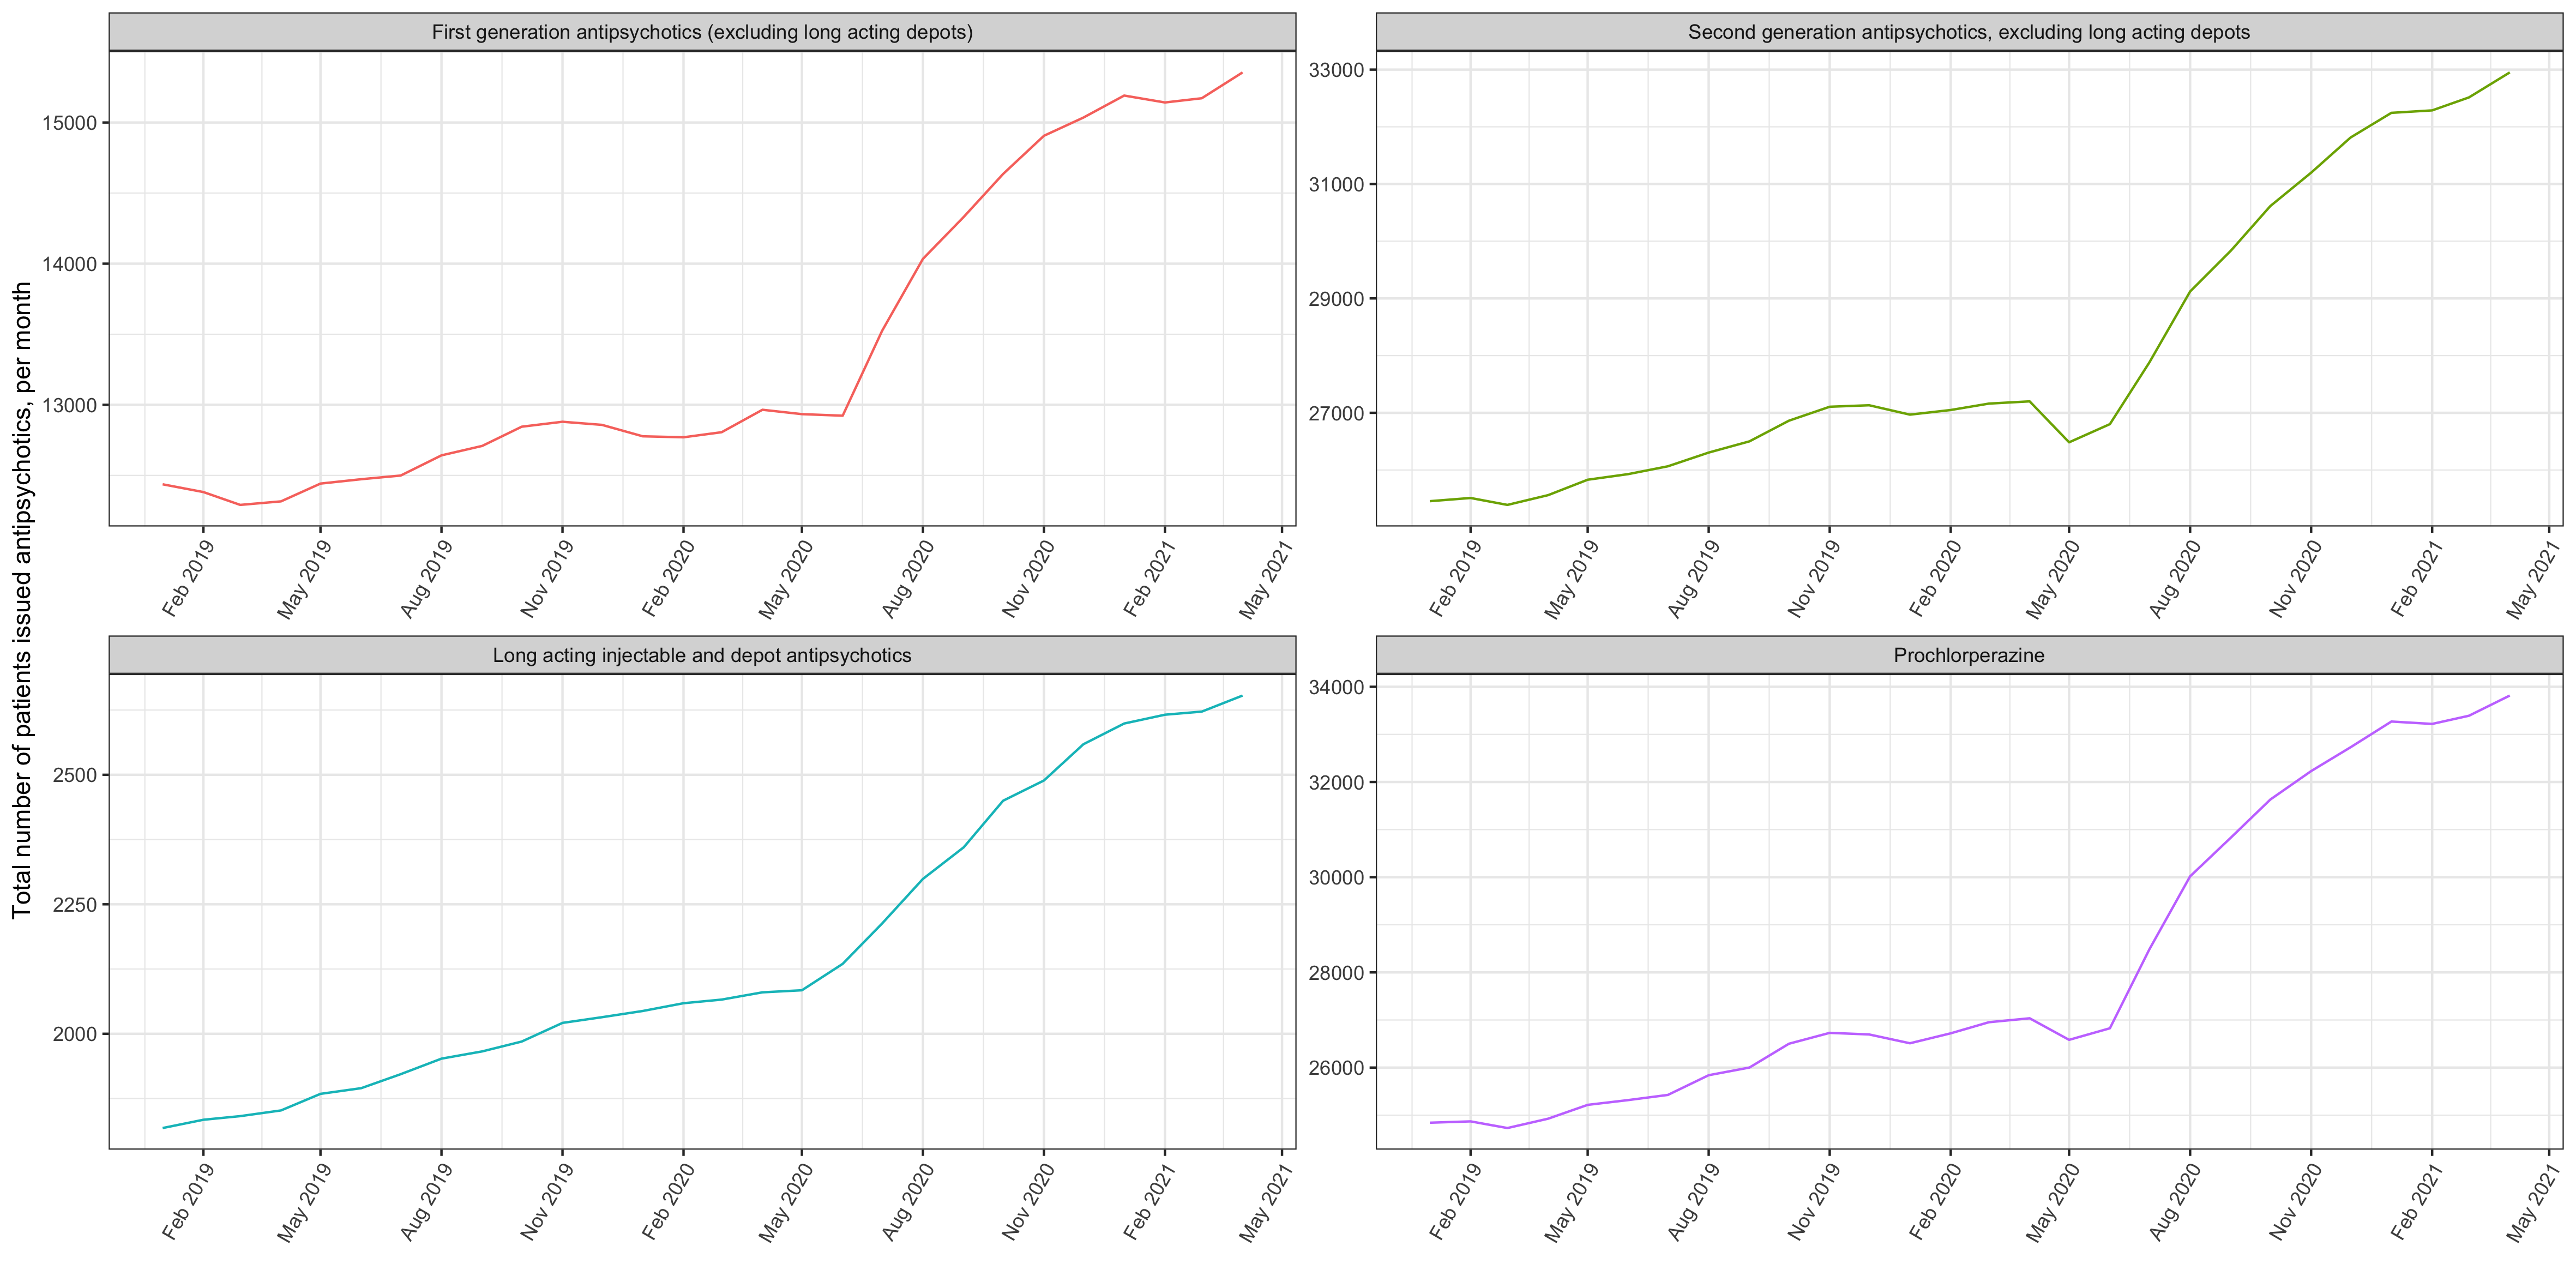 Total number of patients issued antipsychotics, per month
First generation antipsychotics (excluding long acting depots)
15000
14000
13000
Feb 2019
May 2019
Aug 2019
Nov 2019
Feb 2020
May 2020
Aug 2020
Nov 2020
Feb 2021
May 2021
Second generation antipsychotics, excluding long acting depots
33000
31000
29000
27000
Feb 2019
May 2019
Aug 2019
Nov 2019
Feb 2020
May 2020
Aug 2020
Nov 2020
Feb 2021
May 2021
Long acting injectable and depot antipsychotics
2500
2250
2000
Feb 2019
May 2019
Aug 2019
Nov 2019
Feb 2020
May 2020
Aug 2020
Nov 2020
Feb 2021
May 2021
Prochlorperazine
34000
32000
30000
28000
26000
Feb 2019
May 2019
Aug 2019
Nov 2019
Feb 2020
May 2020
Aug 2020
Nov 2020
Feb 2021
May 2021